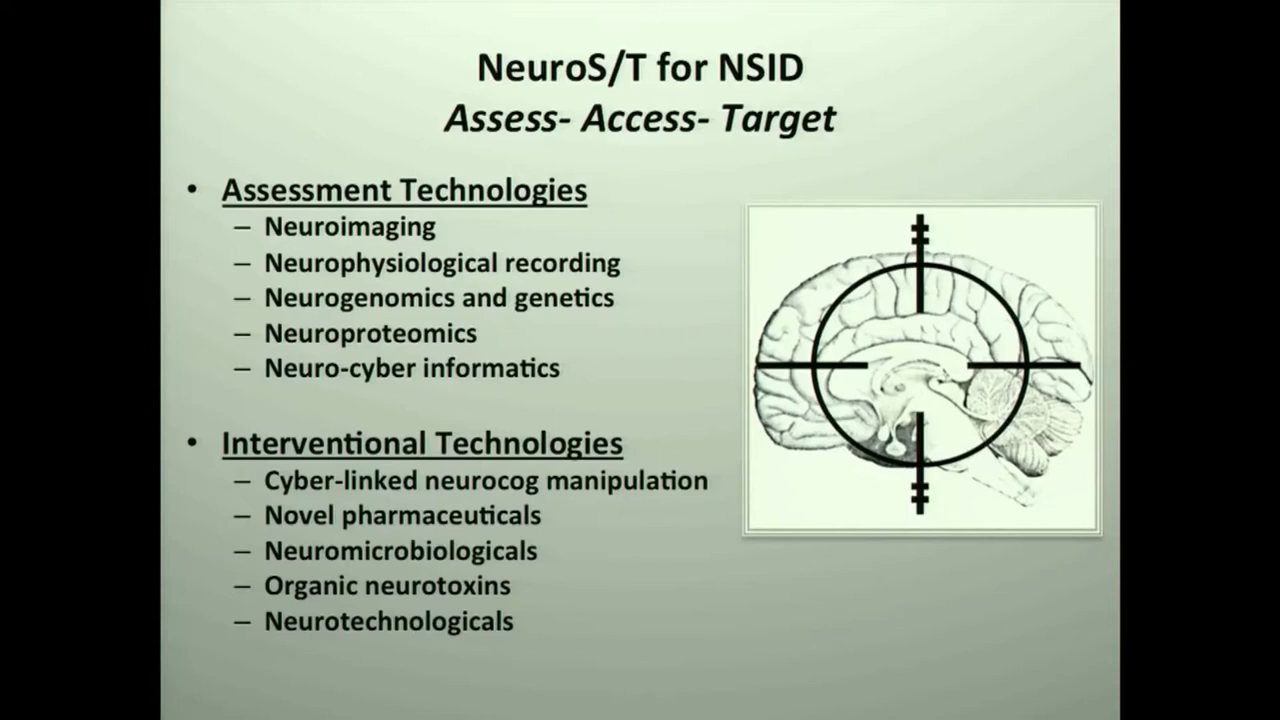 NeuroS/T for NSID
Assess- Access- Target
• Assessment Technologies
– Neuroimaging
– Neurophysiological recording
– Neurogenomics and genetics
– Neuroproteomics
– Neuro-cyber informatics
• Interventional Technologies
– Cyber-linked neurocog manipulation
– Novel pharmaceuticals
– Neuromicrobiologicals
– Organic neurotoxins
– Neurotechnologicals